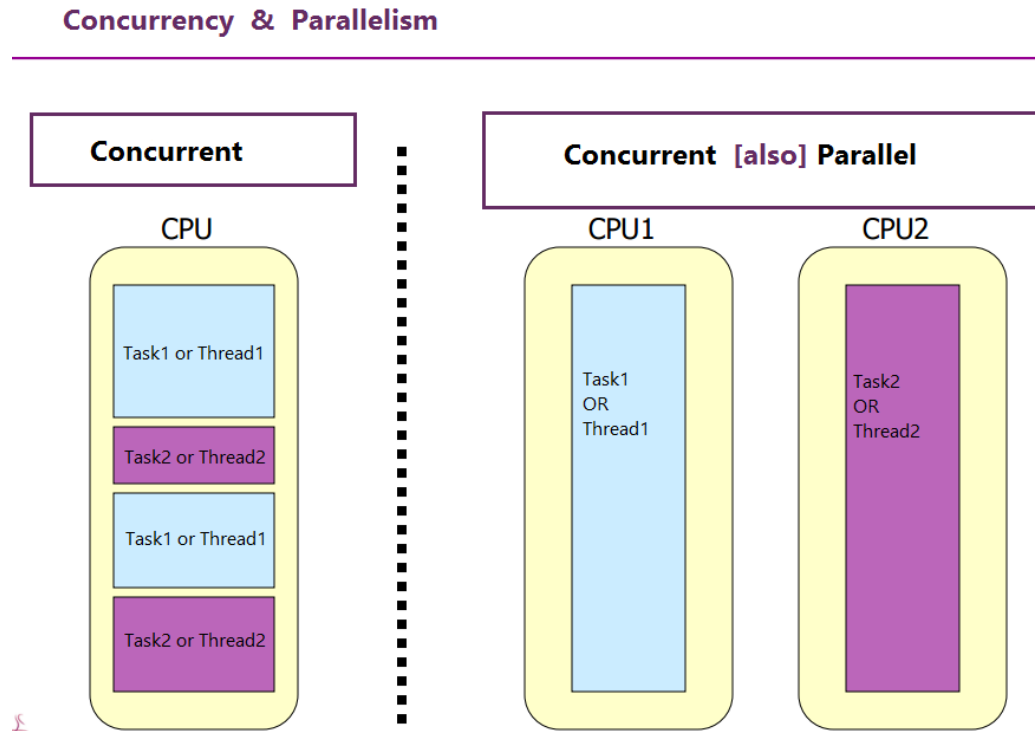 Concurrency & Parallelism
Concurrent
CPU
Task1 or Thread1
Task2 or Thread2
Task1 or Thread1
Task2 or Thread2
Concurrent [also] Parallel
CPU1
Task1
OR
Thread1
CPU2
Task2
OR
Thread2